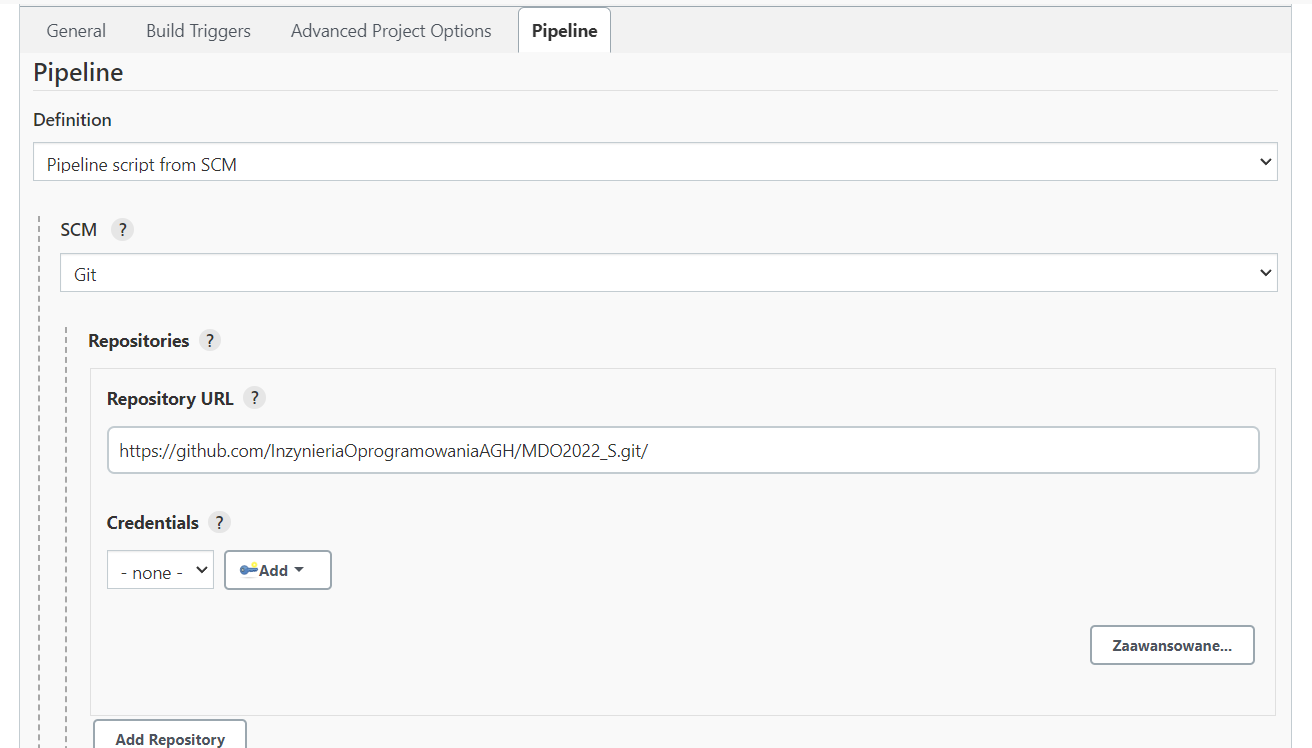 General Build Triggers Advanced Project Options Pipeline
Pipeline
Definition
Pipeline script from SCM
SCM ?
Git
Repositories ?
Repository URL ?
https://github.com/InzynieriaOprogramowaniaAGH/MDO2022_S.git/
Credentials ?
- none - Add
Zaawansowane...
Add Repository